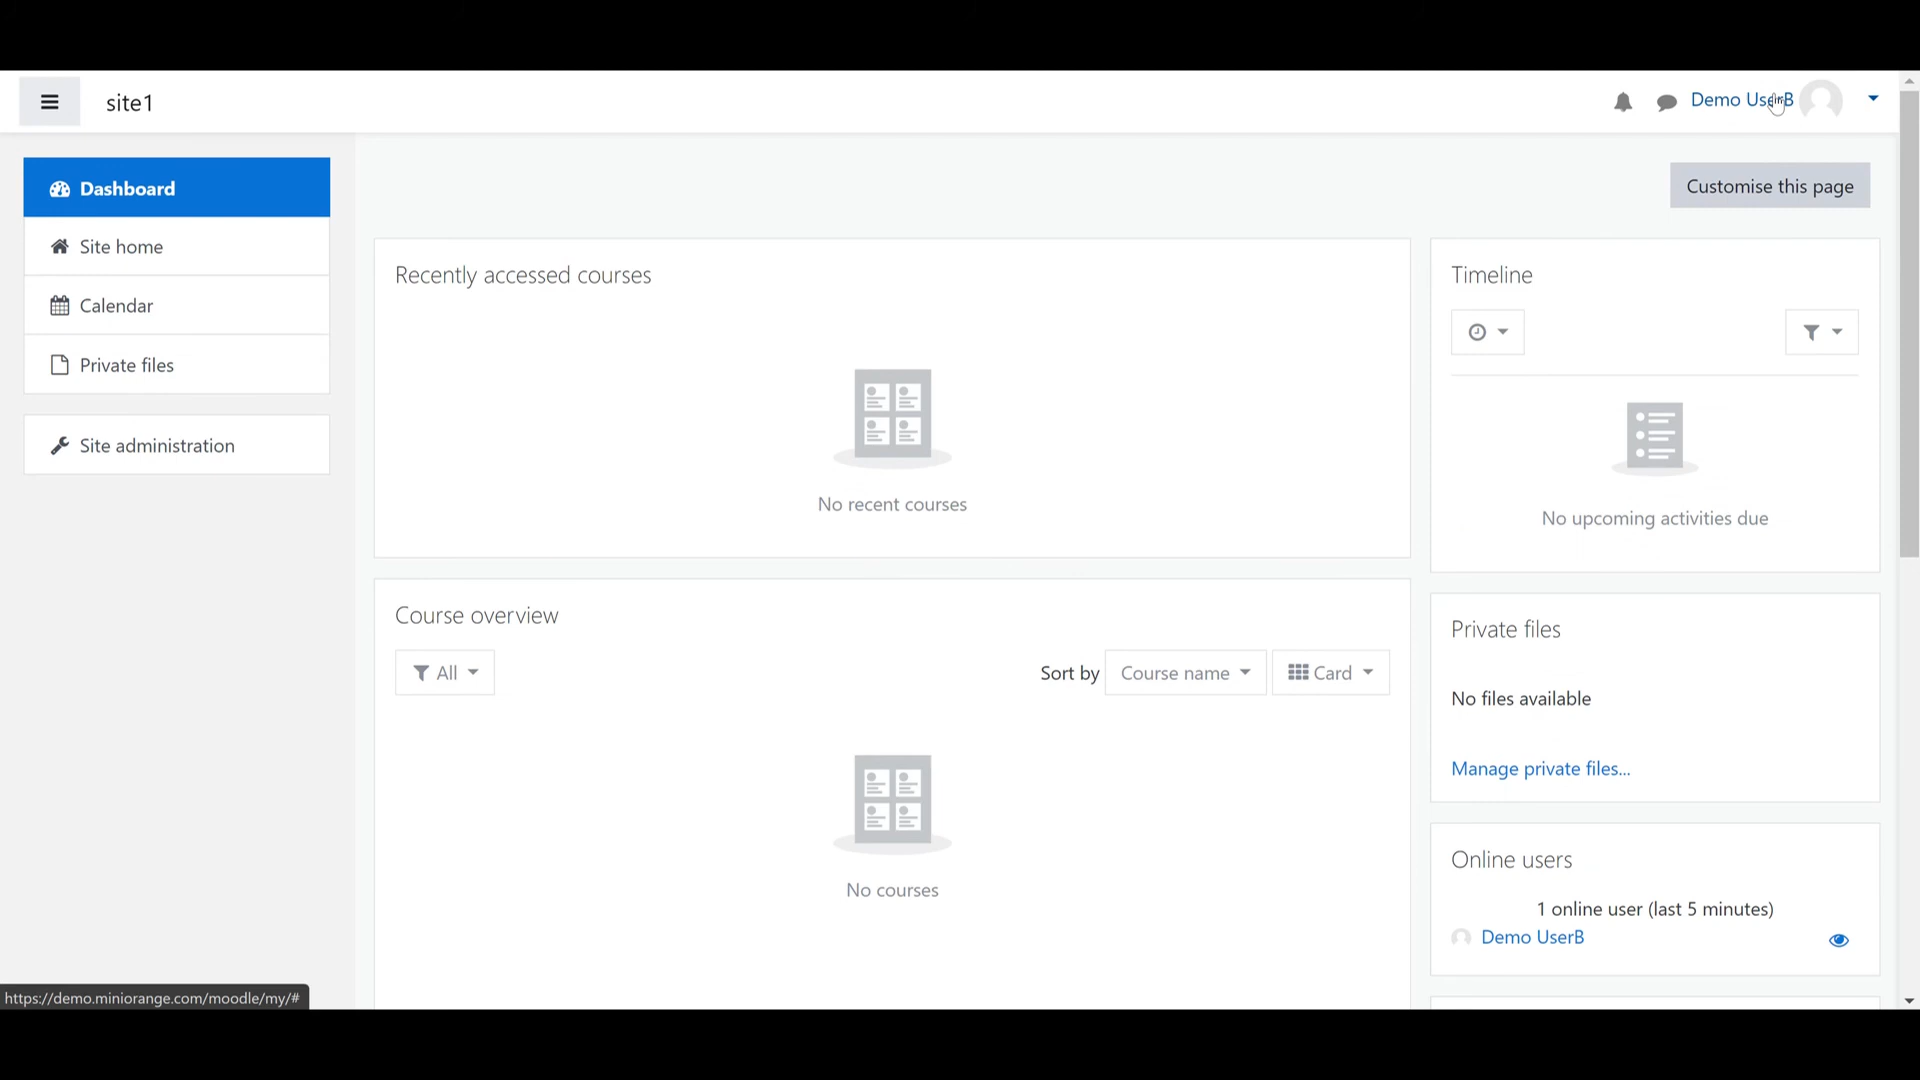 site1
Demo UserB
Customise this page
Dashboard
Site home
Calendar
Private files
Site administration
Recently accessed courses
No recent courses
Timeline
No upcoming activities due
Course overview
All
Sort by Course name Card
No courses
Private files
No files available
Manage private files...
Online users
1 online user (last 5 minutes)
Demo UserB
https://demo.miniorange.com/moodle/my/#